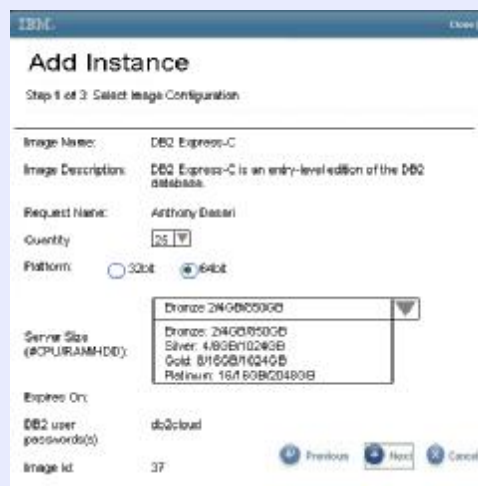 IBM.
Close
Add Instance
Step 1 of 3: Select Image Configuration
Image Name: DB2 Express-C
Image Description: DB2 Express-C is an entry-level edition of the DB2
database.
Request Name: Anthony
Quantity 25
Platform: 32bit 64bit
Bronze 2/4GB/850GB
Server Size
(#CPU/RAM/HDD):
Bronze: 2/4GB/850GB
Silver: 4/8GB/1024GB
Gold: 8/16GB/1024GB
Platinum: 16/16GB/2048GB
Expires On:
DB2 user
passwords(s) db2cloud
Image Id: 37
Previous Next Cancel